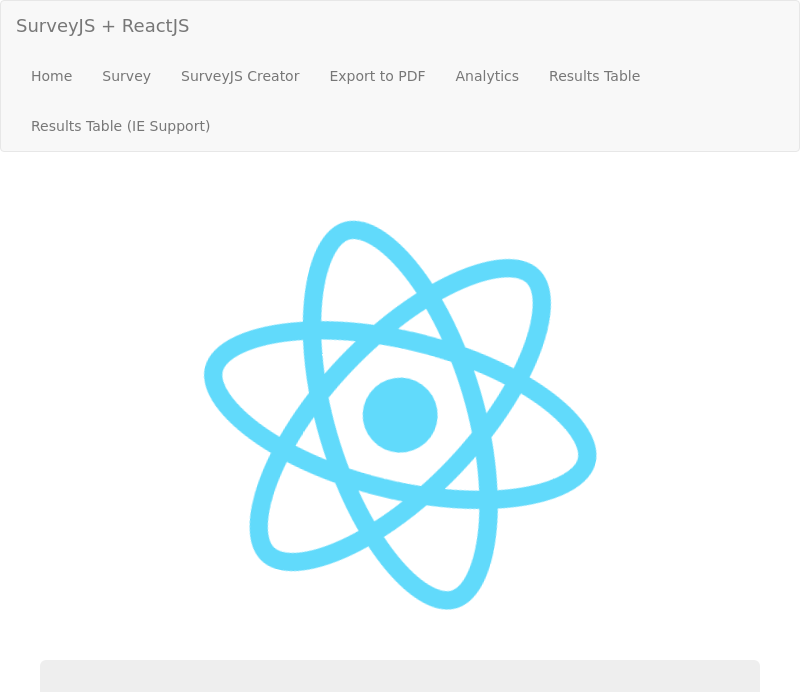 SurveyJS + ReactJS
Home Survey SurveyJS Creator Export to PDF Analytics Results Table
Results Table (IE Support)